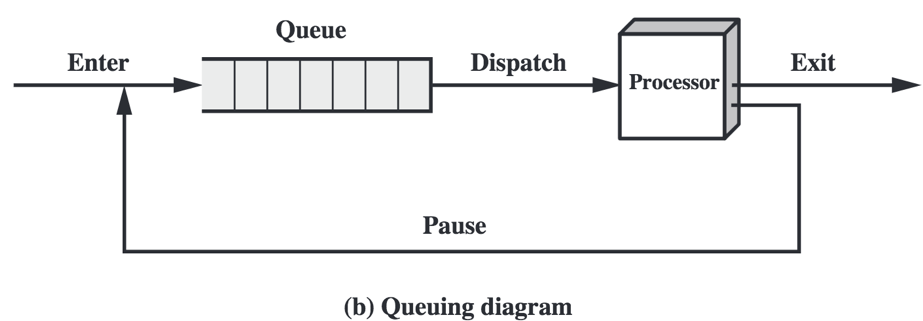 Queue
Enter
Dispatch
Processor
Exit
Pause
(b) Queuing diagram